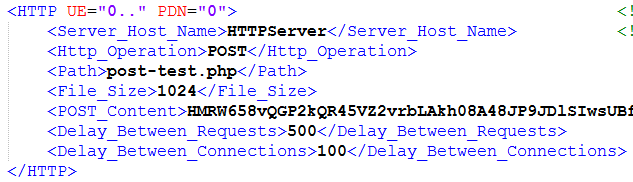 <HTTP UE="0.." PDN="0"> <!
<Server_Host_Name>HTTPServer</Server_Host_Name> <!
<Http_Operation>POST</Http_Operation>
<Path>post-test.php</Path>
<File_Size>1024</File_Size>
<POST_Content>HMRW658vQGP2kQR45VZ2vrbLAkh08A48JP9JDlSIwsUBf
<Delay_Between_Requests>500</Delay_Between_Requests>
<Delay_Between_Connections>100</Delay_Between_Connections>
</HTTP>